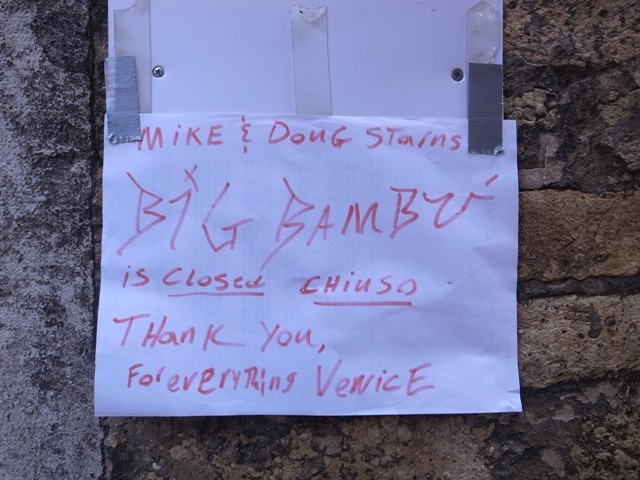 MiKE & DOUG STARNS
BIG BAMBÚ
is Closed CHIUSO
THANK YOU,
For EVERYTHING VENICE